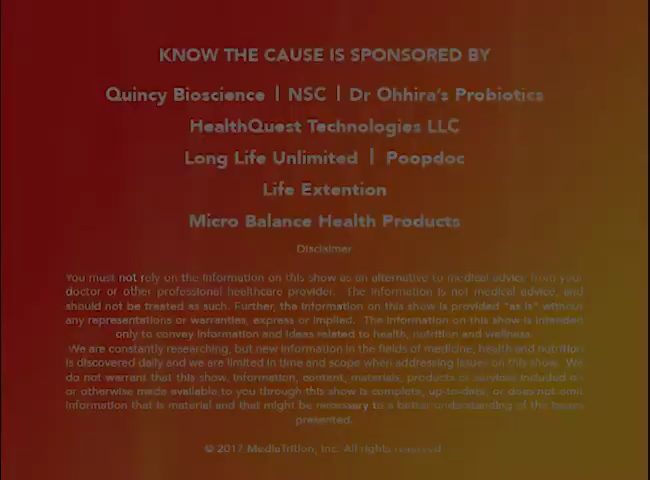 KNOW THE CAUSE IS SPONSORED BY
Quincy Bioscience | NSC | Dr Ohhira's Probiotics
HealthQuest Technologies LLC
Long Life Unlimited | Poopdoc
Life Extention
Micro Balance Health Products
Disclaimer
You must not rely on the information on this show as an alternative to medical advice from your
doctor or other professional healthcare provider. The information is not medical advice, and
should not be treated as such. Further, the information on this show is provided "as is" without
any representations or warranties, express or implied. The information on this show is intended
only to convey information and ideas related to health, nutrition and wellness.
We are constantly researching, but new information in the fields of medicine, health and nutrition
is discovered daily and we are limited in time and scope when addressing issues on this show. We
do not warrant that this show, information, content, materials, products or services included on
or otherwise made available to you through this show is complete, up-to-date, or does not omit
information that is material and that might be necessary to a better understanding of the issues
presented.
© 2017 MediaTrition, Inc. All rights reserved